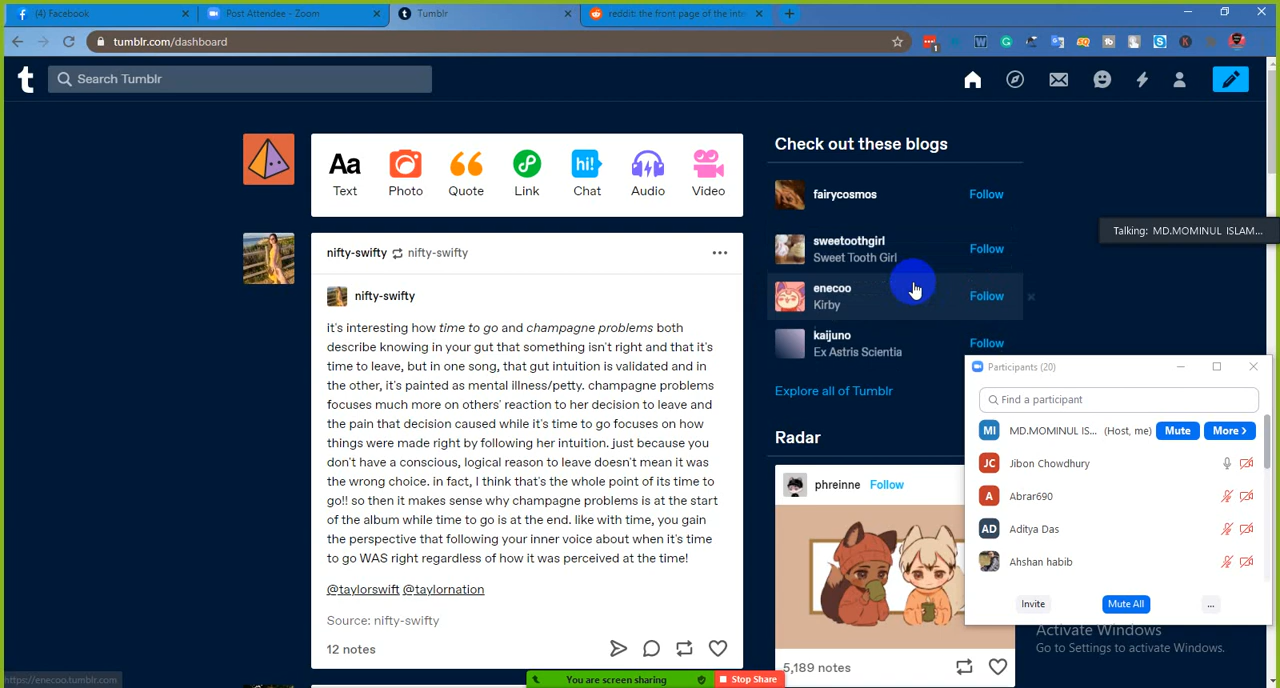 (4) Facebook
Post Attendee - Zoom
Tumblr
reddit: the front page of the inte
tumblr.com/dashboard
Search Tumblr
Aa
hi!
Text
Photo
Quote
Link
Chat
Audio
Video
nifty-swifty nifty-swifty
nifty-swifty
it's interesting how time to go and champagne problems both
describe knowing in your gut that something isn't right and that it's
time to leave, but in one song, that gut intuition is validated and in
the other, it's painted as mental illness/petty. champagne problems
focuses much more on others' reaction to her decision to leave and
the pain that decision caused while it's time to go focuses on how
things were made right by following her intuition. just because you
don't have a conscious, logical reason to leave doesn't mean it was
the wrong choice. in fact, I think that's the whole point of its time to
go!! so then it makes sense why champagne problems is at the start
of the album while time to go is at the end. like with time, you gain
the perspective that following your inner voice about when it's time
to go WAS right regardless of how it was perceived at the time!
@taylorswift @taylornation
Source: nifty-swifty
12 notes
Check out these blogs
fairycosmos
Follow
sweetoothgirl
Sweet Tooth Girl
Follow
enecoo
Kirby
Follow
kaijuno
Ex Astris Scientia
Follow
Explore all of Tumblr
Radar
phreinne Follow
5,189 notes
Talking: MD.MOMINUL ISLAM...
Participants (20)
Find a participant
MI MD.MOMINUL IS... (Host, me) Mute More
JC Jibon Chowdhury
A Abrar690
AD Aditya Das
Ahshan habib
Invite
Mute All
...
Activate Windows
Go to Settings to activate Windows.
https://enecoo.tumblr.com
You are screen sharing
Stop Share